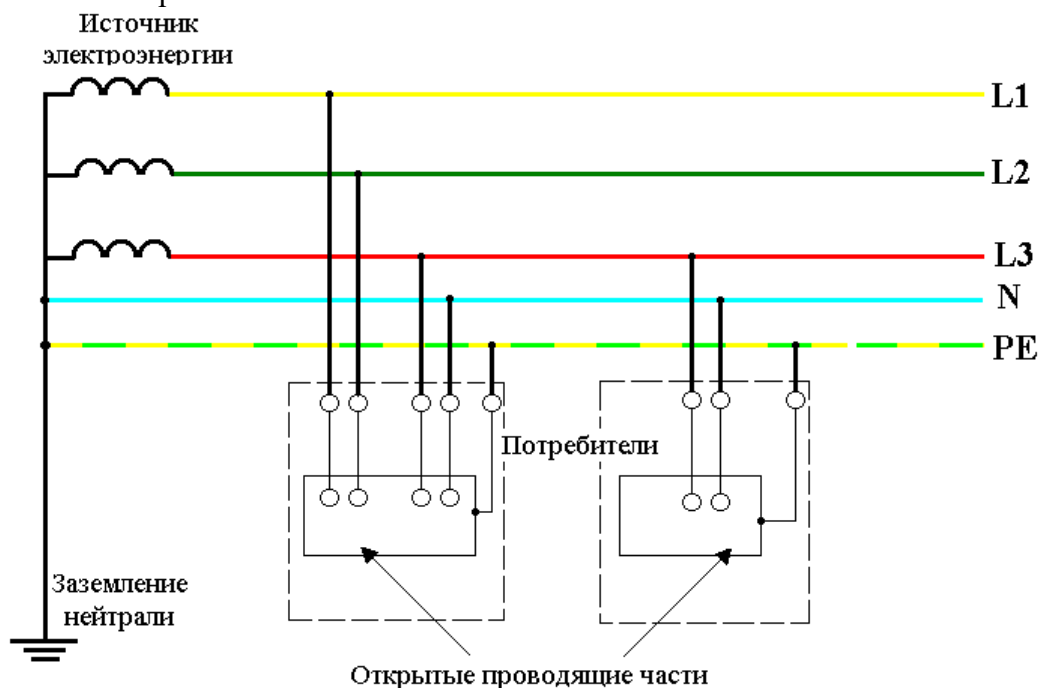 Источник
электроэнергии
L1
L2
L3
N
PE
Потребители
Заземление
нейтрали
Открытые проводящие части